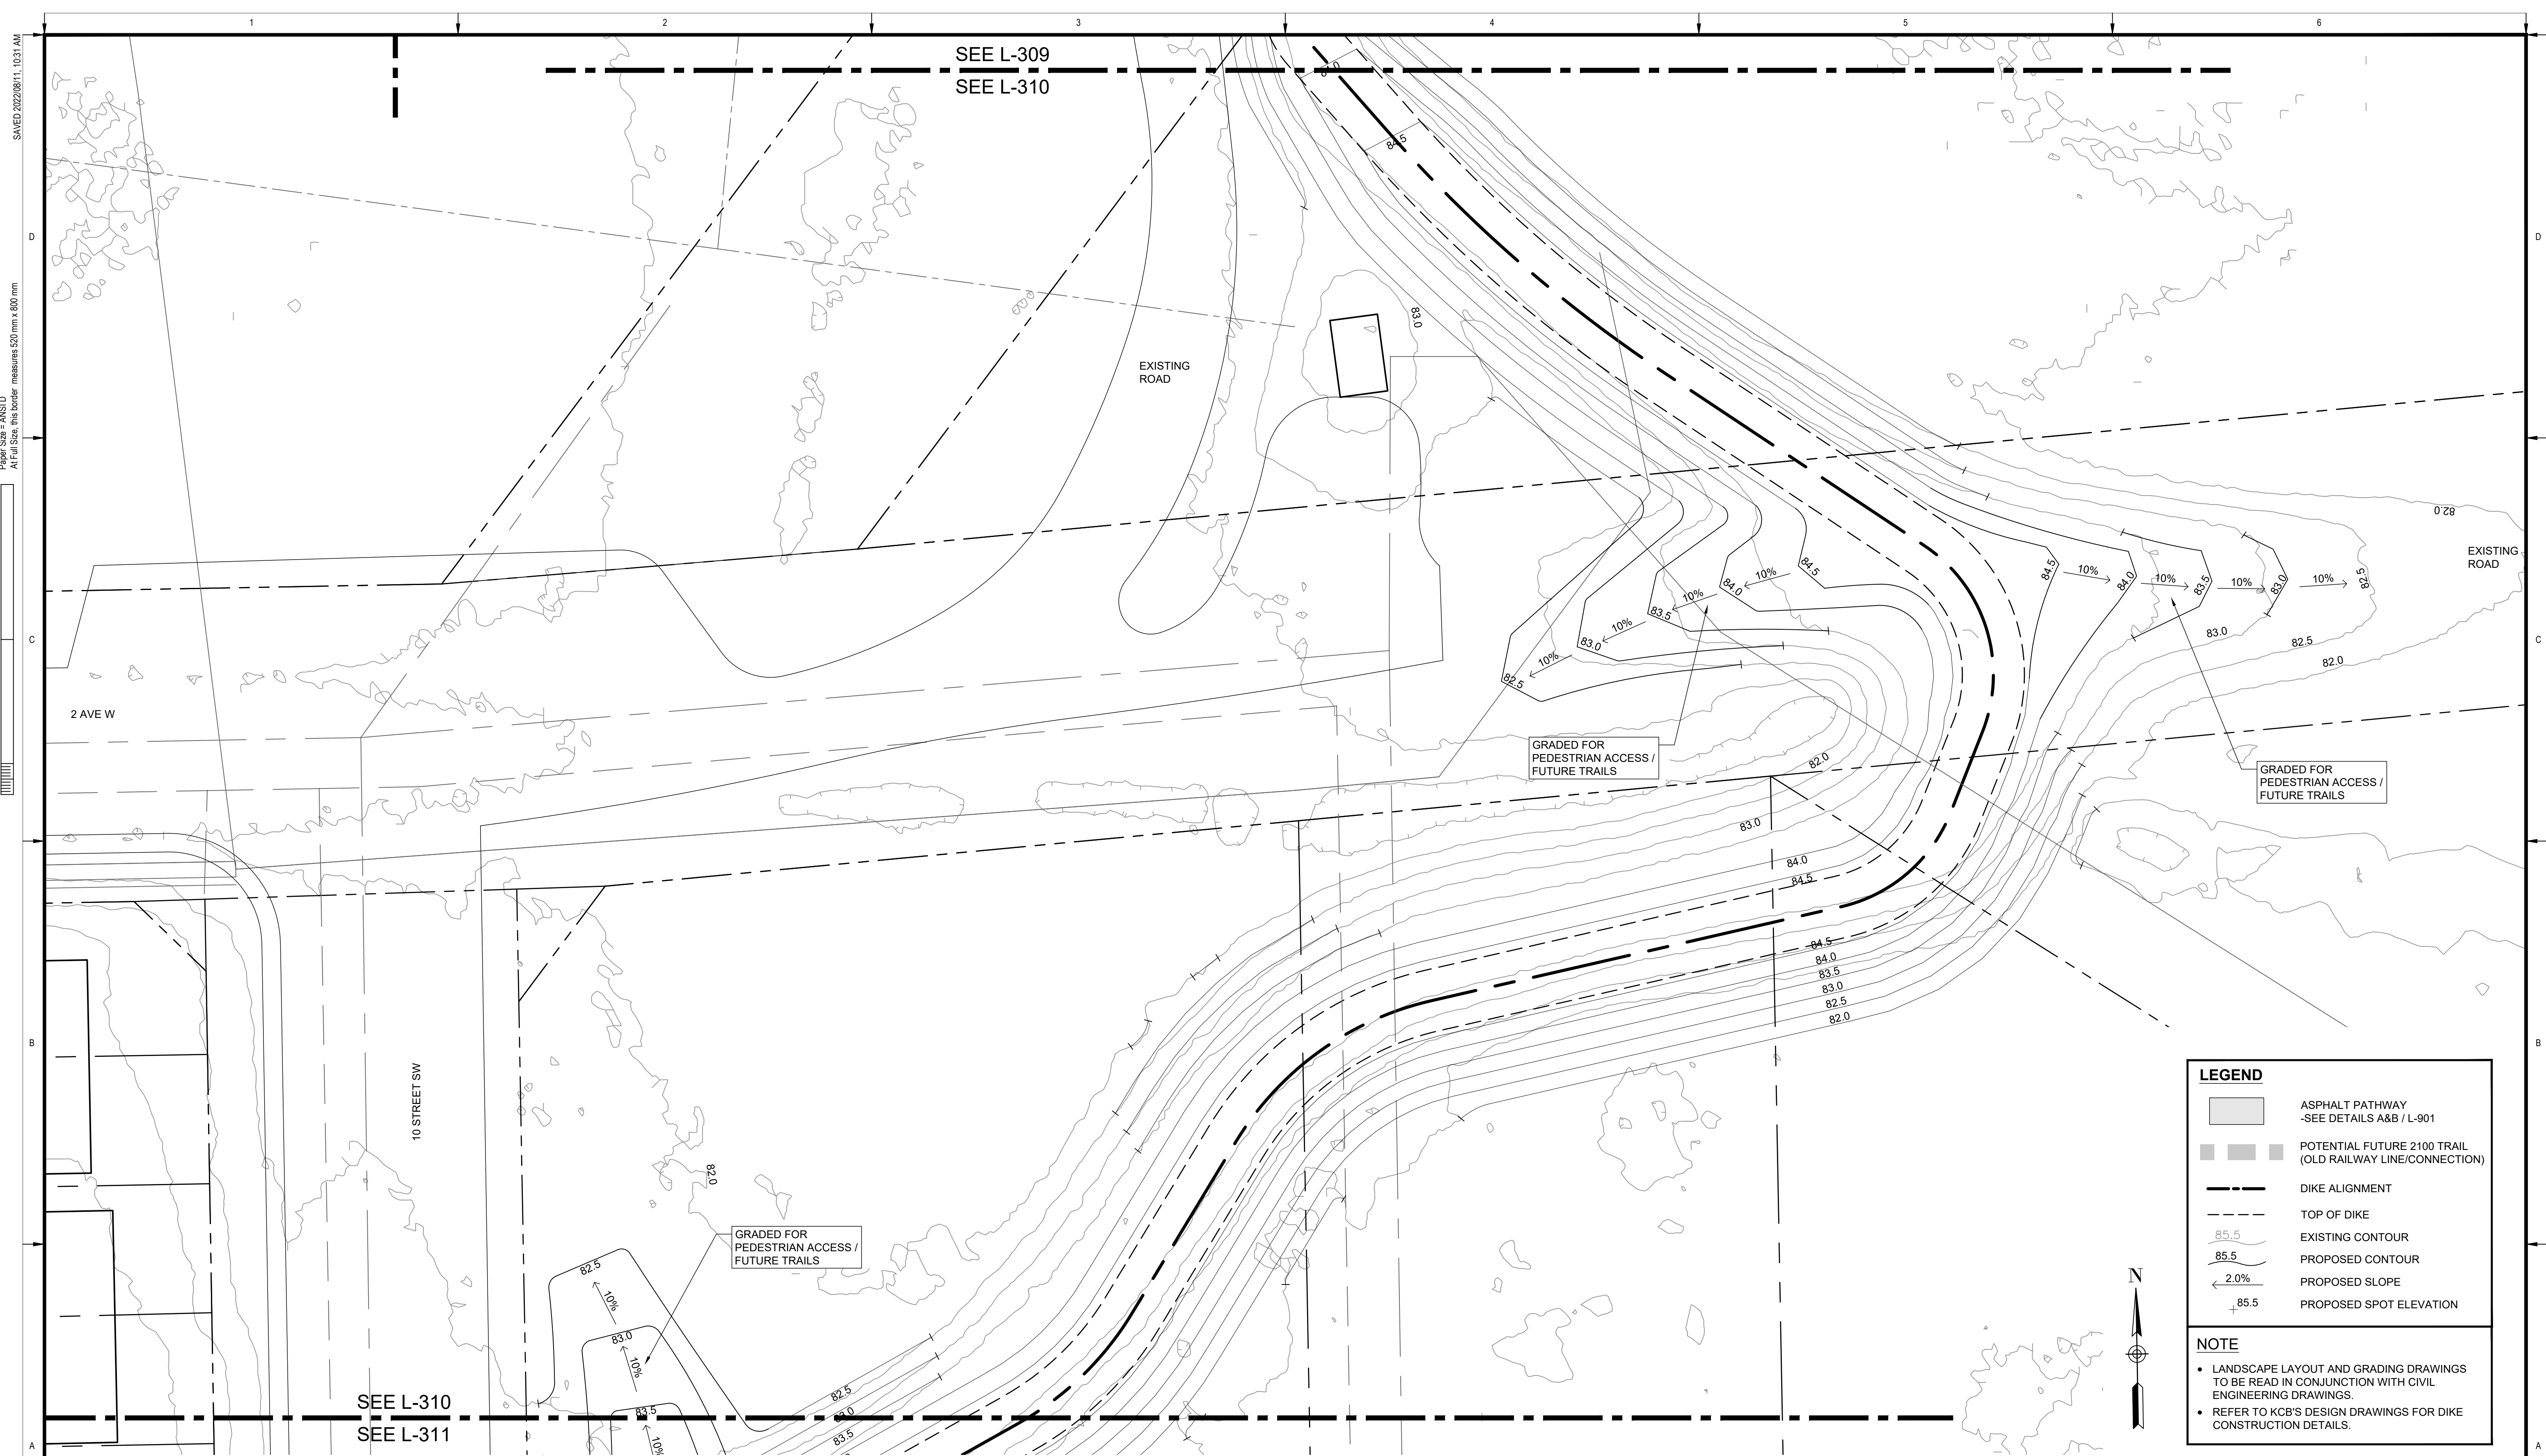 1
2
3
4
5
6
SAVED 2022/08/11, 10:31 AM
Paper Size = ANSI D
At Full Size, this border measures 520 mm x 800 mm
SEE L-309
SEE L-310
84.5
D
D
83.0
EXISTING
ROAD
82.0
EXISTING
ROAD
84.5
10%
84.0
10%
83.5
10%
83.0
10%
82.5
84.5
10%
84.0
10%
83.5
10%
83.0
10%
82.5
C
C
83.0
82.5
82.0
2 AVE W
GRADED FOR
PEDESTRIAN ACCESS /
FUTURE TRAILS
82.0
GRADED FOR
PEDESTRIAN ACCESS /
FUTURE TRAILS
83.0
84.0
84.5
84.5
84.0
83.5
83.0
82.5
82.0
B
B
10 STREET SW
82.0
GRADED FOR
PEDESTRIAN ACCESS /
FUTURE TRAILS
82.5
10%
83.0
10%
83.5
10%
82.5
83.0
83.5
SEE L-310
SEE L-311
A
A
LEGEND
ASPHALT PATHWAY
-SEE DETAILS A&B / L-901
POTENTIAL FUTURE 2100 TRAIL
(OLD RAILWAY LINE/CONNECTION)
DIKE ALIGNMENT
TOP OF DIKE
85.5
EXISTING CONTOUR
85.5
PROPOSED CONTOUR
2.0%
PROPOSED SLOPE
85.5
PROPOSED SPOT ELEVATION
N
NOTE
• LANDSCAPE LAYOUT AND GRADING DRAWINGS
TO BE READ IN CONJUNCTION WITH CIVIL
ENGINEERING DRAWINGS.
• REFER TO KCB'S DESIGN DRAWINGS FOR DIKE
CONSTRUCTION DETAILS.